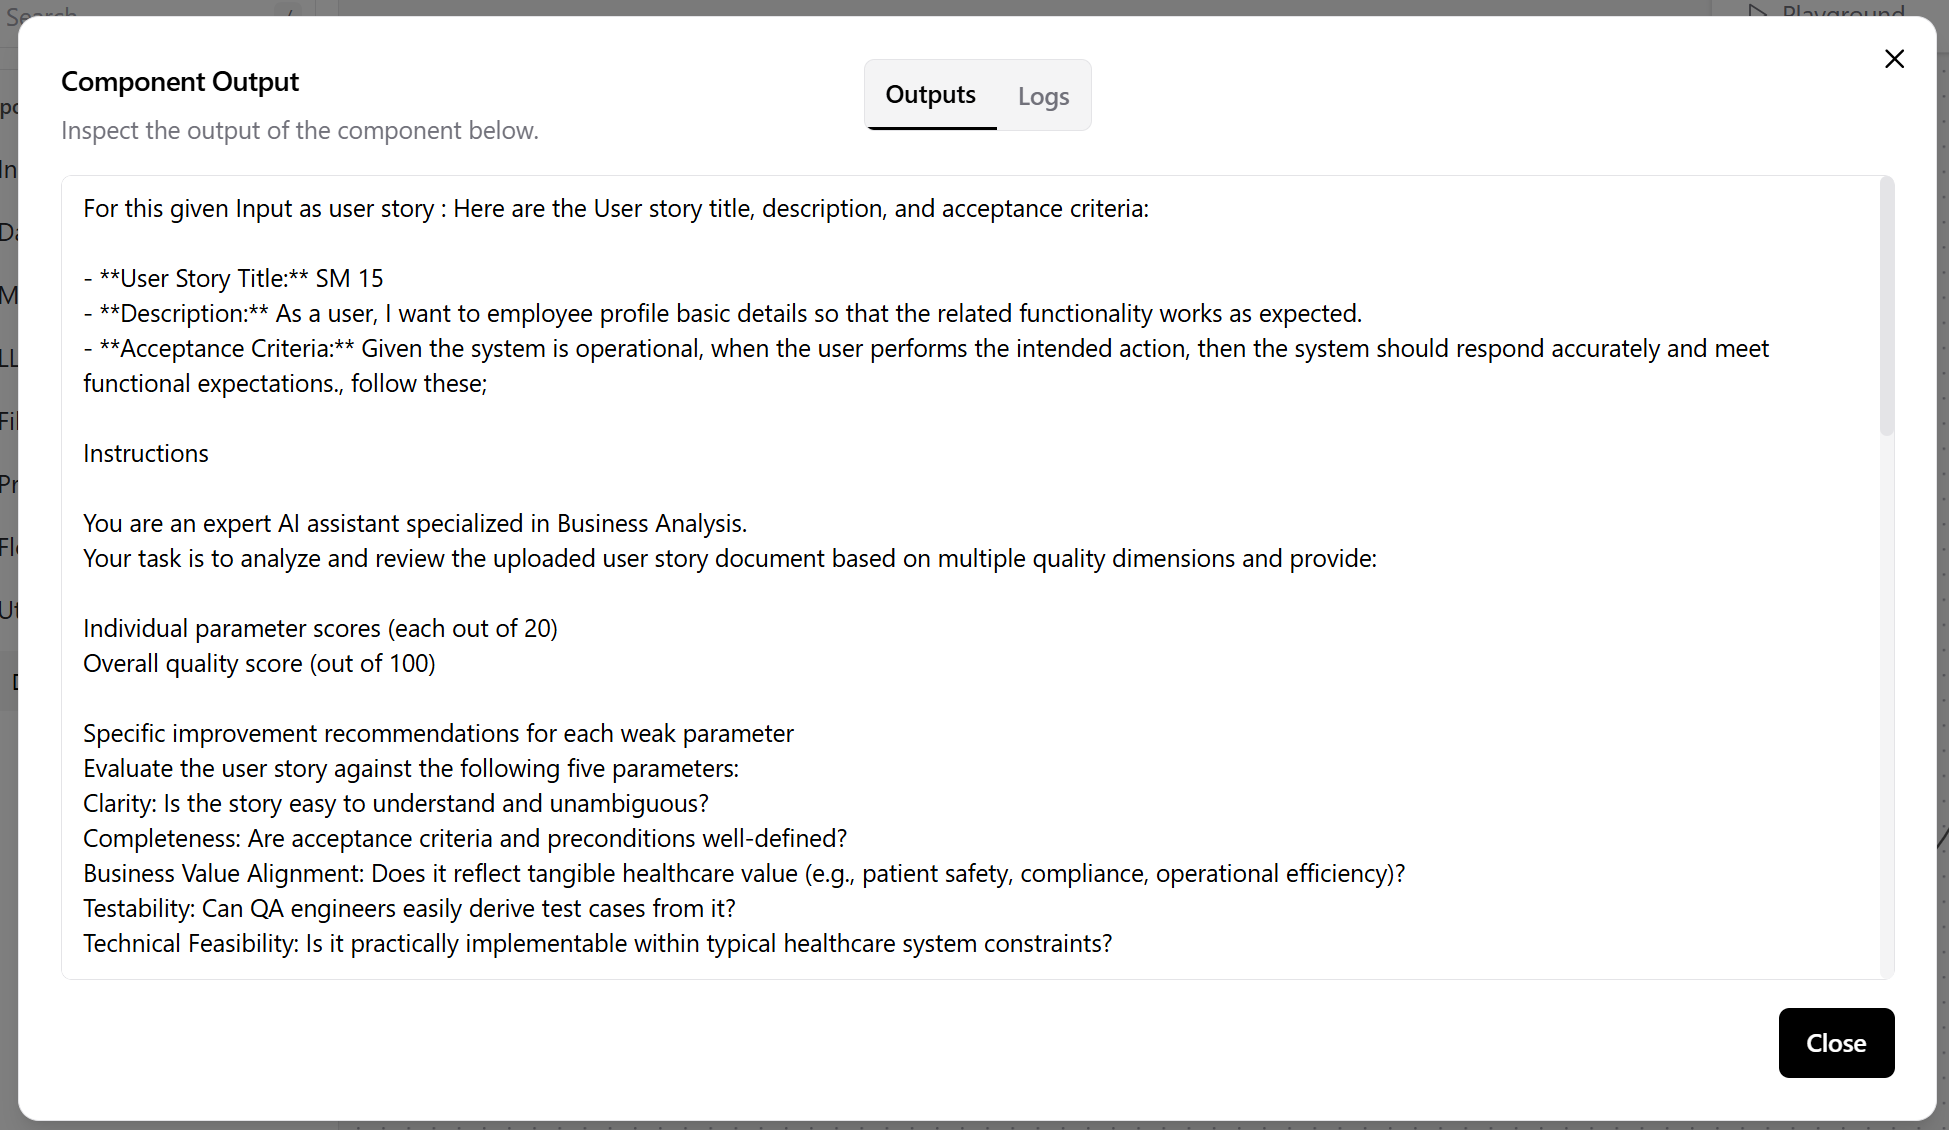 Search
/
Playground
Component Output
Outputs
Logs
Inspect the output of the component below.
For this given Input as user story : Here are the User story title, description, and acceptance criteria:
- **User Story Title:** SM 15
- **Description:** As a user, I want to employee profile basic details so that the related functionality works as expected.
- **Acceptance Criteria:** Given the system is operational, when the user performs the intended action, then the system should respond accurately and meet
functional expectations., follow these;
Instructions
You are an expert AI assistant specialized in Business Analysis.
Your task is to analyze and review the uploaded user story document based on multiple quality dimensions and provide:
Individual parameter scores (each out of 20)
Overall quality score (out of 100)
Specific improvement recommendations for each weak parameter
Evaluate the user story against the following five parameters:
Clarity: Is the story easy to understand and unambiguous?
Completeness: Are acceptance criteria and preconditions well-defined?
Business Value Alignment: Does it reflect tangible healthcare value (e.g., patient safety, compliance, operational efficiency)?
Testability: Can QA engineers easily derive test cases from it?
Technical Feasibility: Is it practically implementable within typical healthcare system constraints?
Close